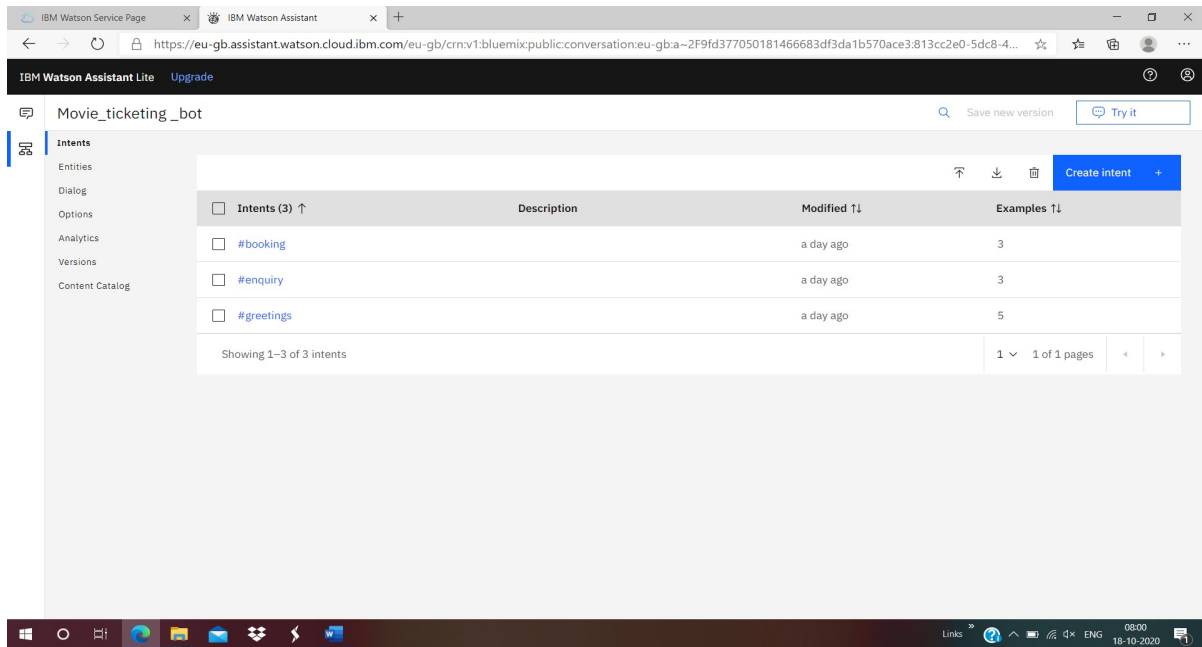 IBM Watson Service Page
IBM Watson Assistant
https://eu-gb.assistant.watson.cloud.ibm.com/eu-gb/crn:v1:bluemix:public:conversation:eu-gb:a~2F9fd377050181466683df3da1b570ace3:813cc2e0-5dc8-4...
IBM Watson Assistant Lite Upgrade
Movie_ticketing _bot Save new version Try it
Intents
Entities
Dialog
Options
Analytics
Versions
Content Catalog
Create intent +
Intents (3) Description Modified Examples
#booking a day ago 3
#enquiry a day ago 3
#greetings a day ago 5
Showing 1–3 of 3 intents 1 1 of 1 pages
Links ENG 08:00
18-10-2020